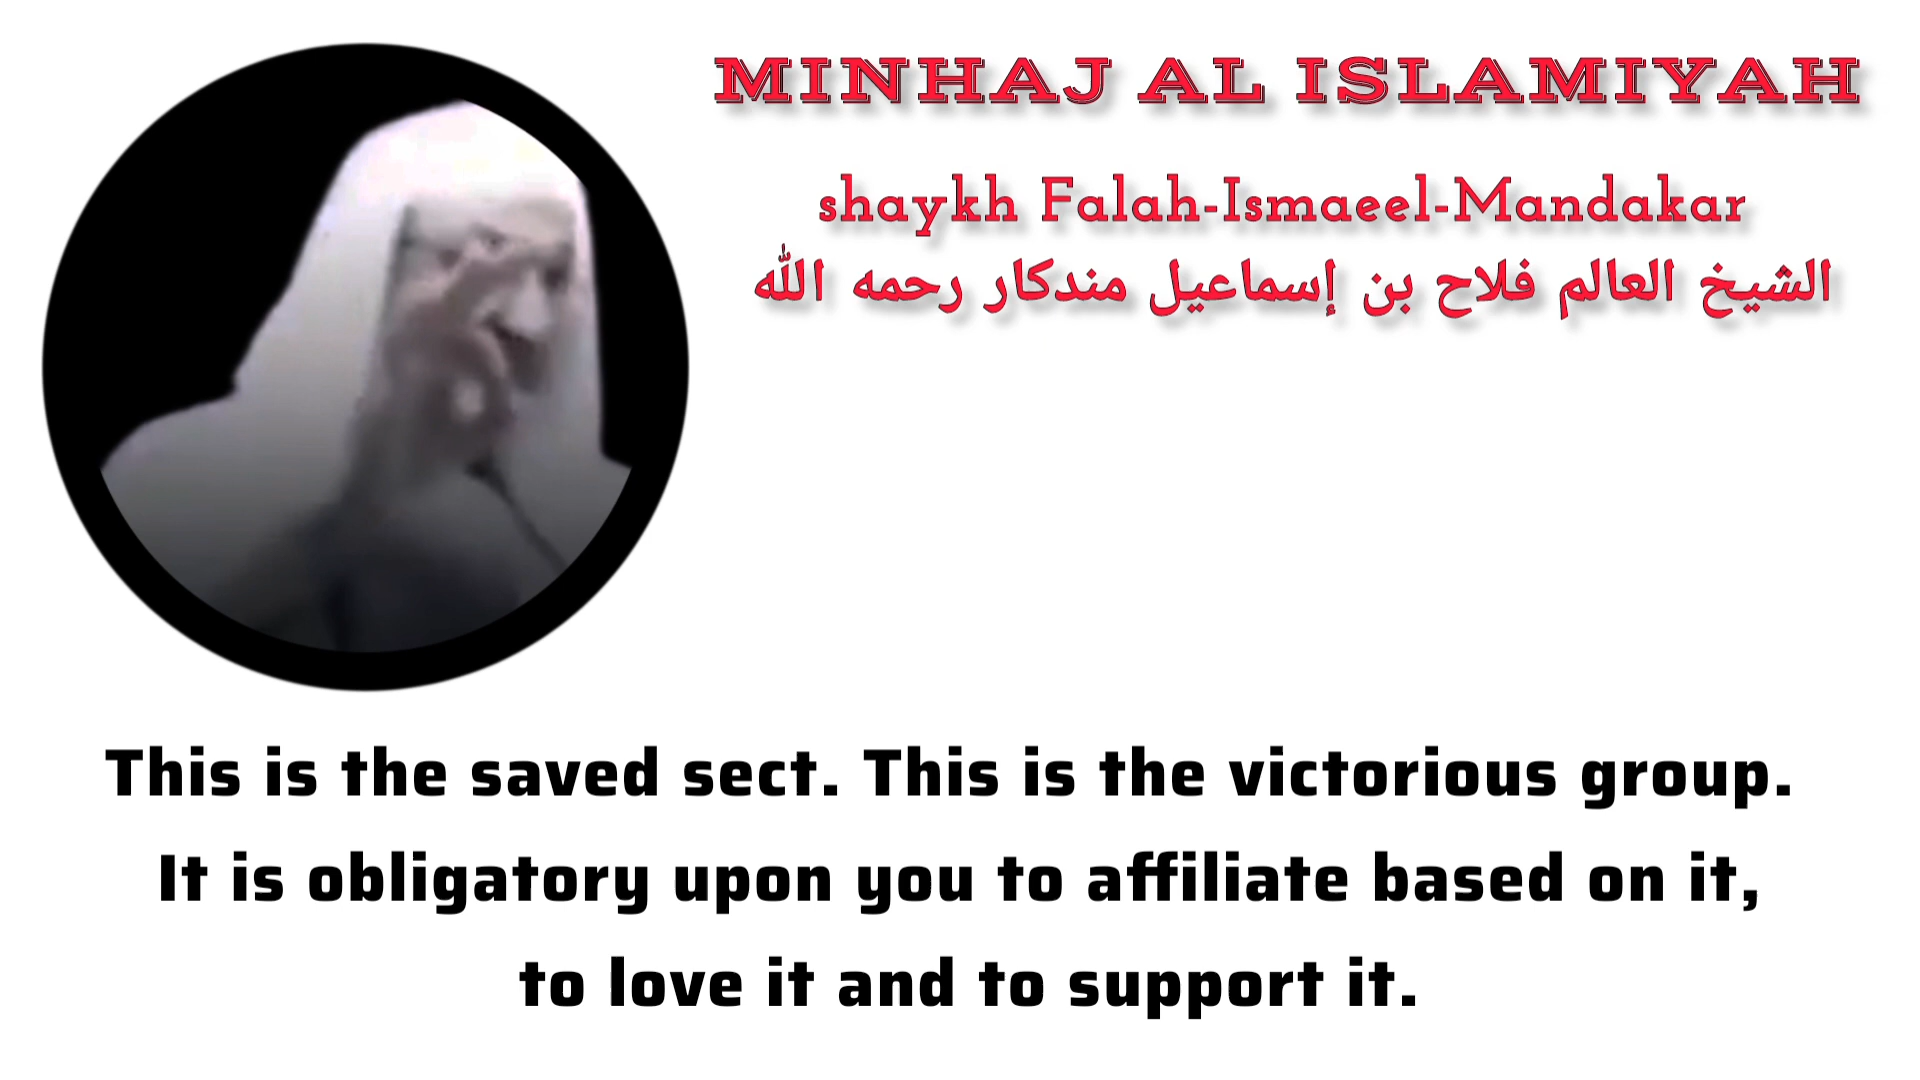 MINHAJ AL ISLAMIYAH
shaykh Falah-Ismaeel-Mandakar
الشيخ العالم فلاح بن إسماعيل مندكار رحمه الله
This is the saved sect. This is the victorious group.
It is obligatory upon you to affiliate based on it,
to love it and to support it.